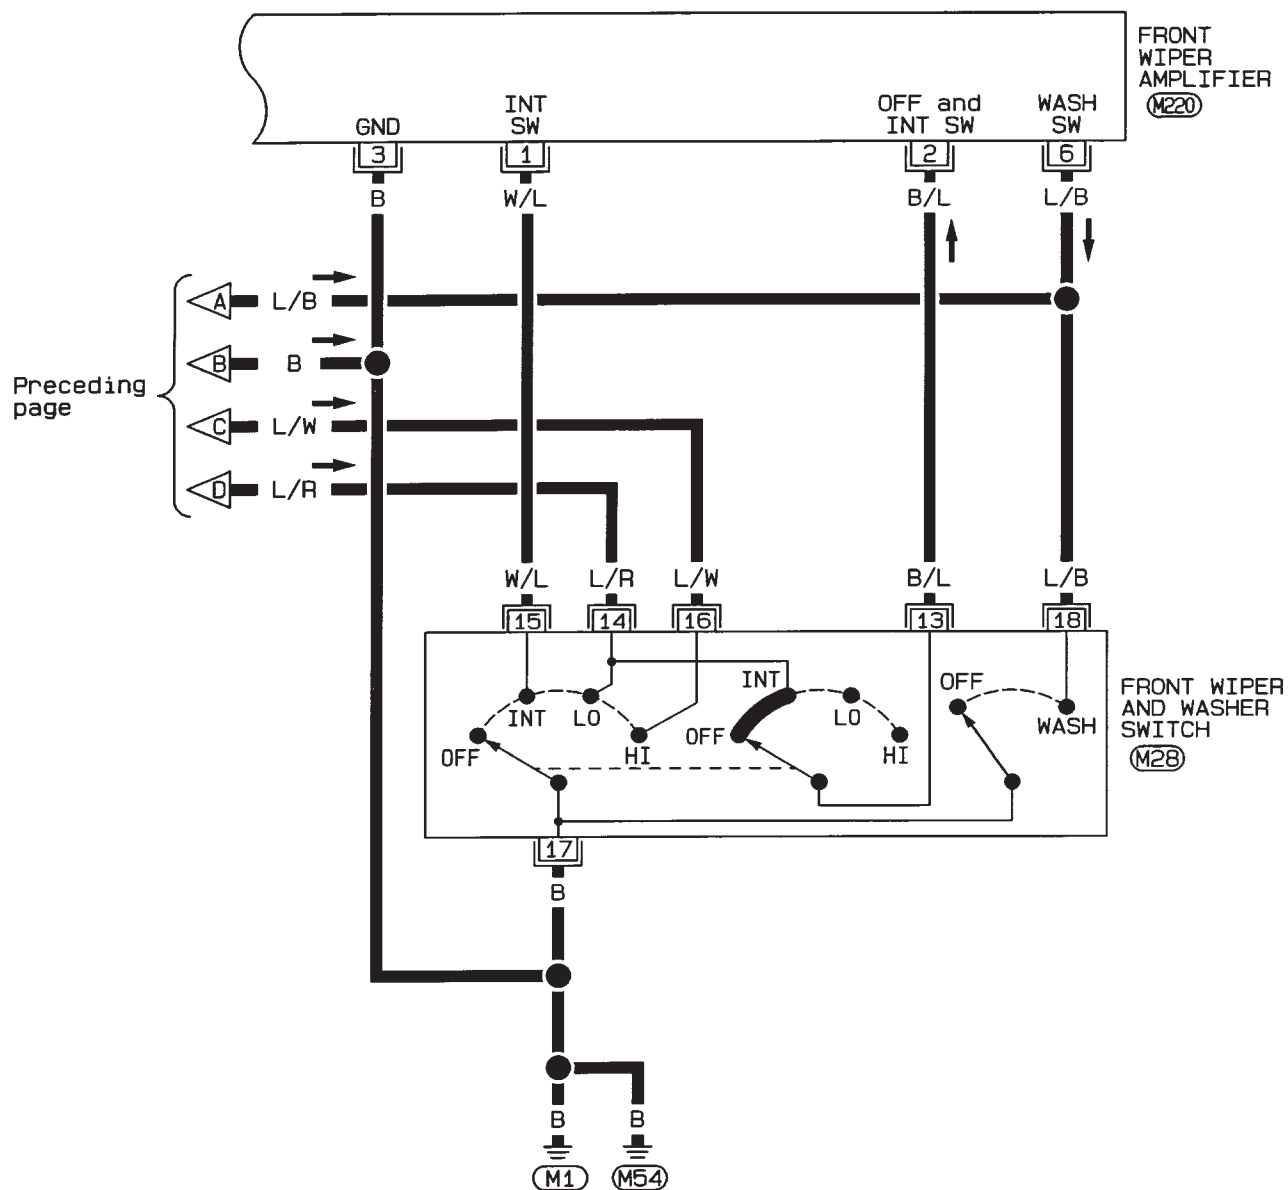 FRONT
WIPER
AMPLIFIER
M220
INT
SW
OFF and
INT SW
WASH
SW
GND
3
1
2
6
B
W/L
B/L
L/B
A L/B
B B
C L/W
D L/R
Preceding
page
W/L
L/R
L/W
B/L
L/B
15
14
16
13
18
INT
LO
HI
OFF
INT
LO
HI
OFF
OFF
WASH
FRONT WIPER
AND WASHER
SWITCH
M28
17
B
B
B
M1
M54